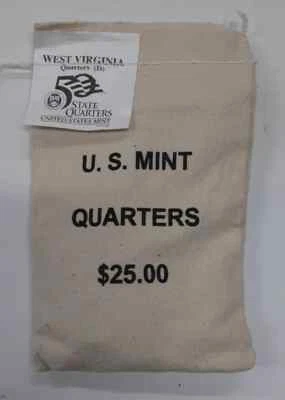 WEST VIRGINIA
Quarters (D)
50
STATE
QUARTERS
UNITED STATES MINT
U. S. MINT
QUARTERS
$25.00